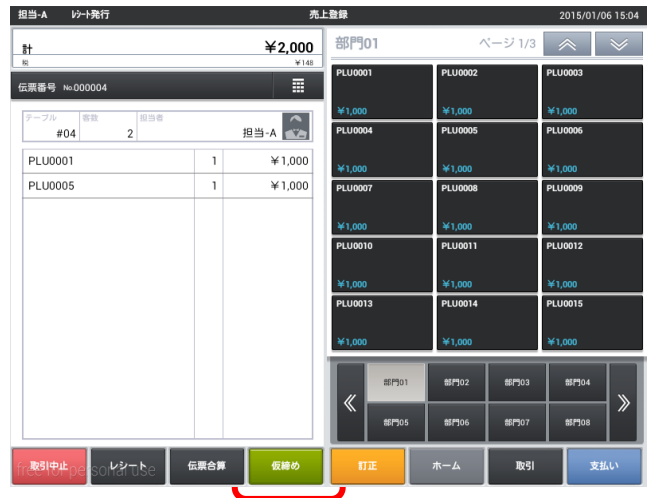 担当-A レシート発行 売上登録 2015/01/06 15:04
計 ¥2,000
税 ¥148
伝票番号 No.000004
テーブル 客数 担当者
#04 2 担当-A
PLU0001 1 ¥1,000
PLU0005 1 ¥1,000
部門01 ページ 1/3
PLU0001 PLU0002 PLU0003
¥1,000 ¥1,000 ¥1,000
PLU0004 PLU0005 PLU0006
¥1,000 ¥1,000 ¥1,000
PLU0007 PLU0008 PLU0009
¥1,000 ¥1,000 ¥1,000
PLU0010 PLU0011 PLU0012
¥1,000 ¥1,000 ¥1,000
PLU0013 PLU0014 PLU0015
¥1,000 ¥1,000 ¥1,000
部門01 部門02 部門03 部門04
部門05 部門06 部門07 部門08
取引中止 レシート 伝票合算 仮締め 訂正 ホーム 取引 支払い
free for personal use